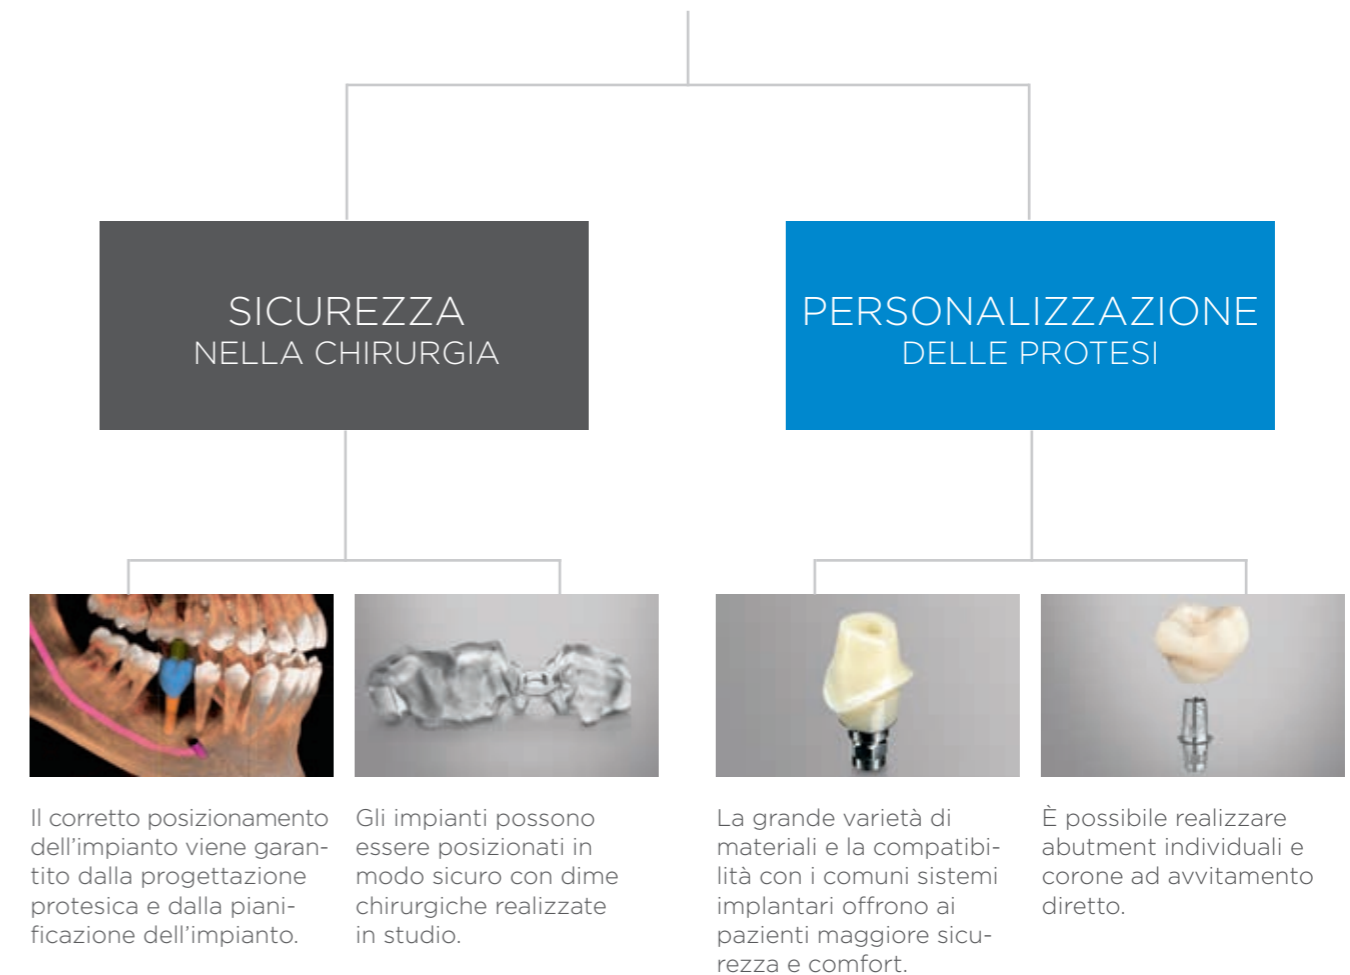 SICUREZZA
NELLA CHIRURGIA
PERSONALIZZAZIONE
DELLE PROTESI
Il corretto posizionamento
dell’impianto viene garan-
tito dalla progettazione
protesica e dalla piani-
ficazione dell’impianto.
Gli impianti possono
essere posizionati in
modo sicuro con dime
chirurgiche realizzate
in studio.
La grande varietà di
materiali e la compatibi-
lità con i comuni sistemi
implantari offrono ai
pazienti maggiore sicu-
rezza e comfort.
È possibile realizzare
abutment individuali e
corone ad avvitamento
diretto.